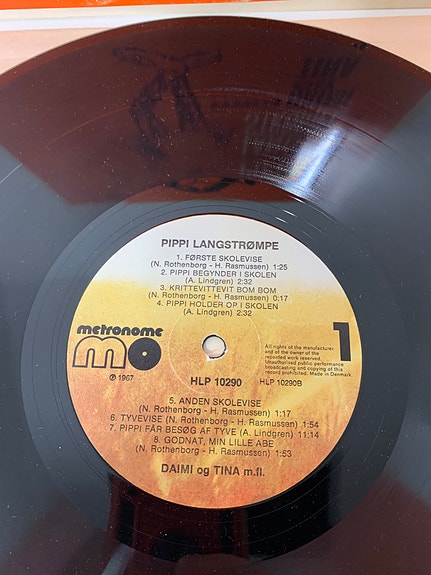 PIPPI LANGSTRØMPE
1. FØRSTE SKOLEVISE
(N. Rothenborg - H. Rasmussen) 1:25
2. PIPPI BEGYNDER I SKOLEN
(A. Lindgren) 2:32
3. KRITTEVITTEVIT BOM BOM
(N. Rothenborg - H. Rasmussen) 0:17
4. PIPPI HOLDER OP I SKOLEN
(A. Lindgren) 2:32
metronome
mo
℗ 1967
HLP 10290
1
All rights of the manufacturer
and of the owner of the
recorded work reserved.
Unauthorised public performance
broadcasting and copying of this
record prohibited. Made in Denmark
HLP 10290B
5. ANDEN SKOLEVISE
(N. Rothenborg - H. Rasmussen) 1:17
6. TYVEVISE (N. Rothenborg - H. Rasmussen) 1:54
7. PIPPI FÅR BESØG AF TYVE (A. Lindgren) 11:14
8. GODNAT, MIN LILLE ABE
(N. Rothenborg - H. Rasmussen) 1:53
DAIMI og TINA m.fl.